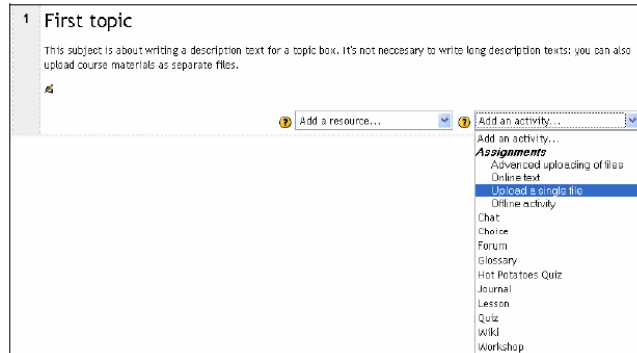 1 First topic
This subject is about writing a description text for a topic box. It's not neccesary to write long description texts: you can also
upload course materials as separate files.
Add a resource... Add an activity...
Add an activity...
Assignments
Advanced uploading of files
Online text
Upload a single file
Offline activity
Chat
Choice
Forum
Glossary
Hot Potatoes Quiz
Journal
Lesson
Quiz
Wiki
Workshop